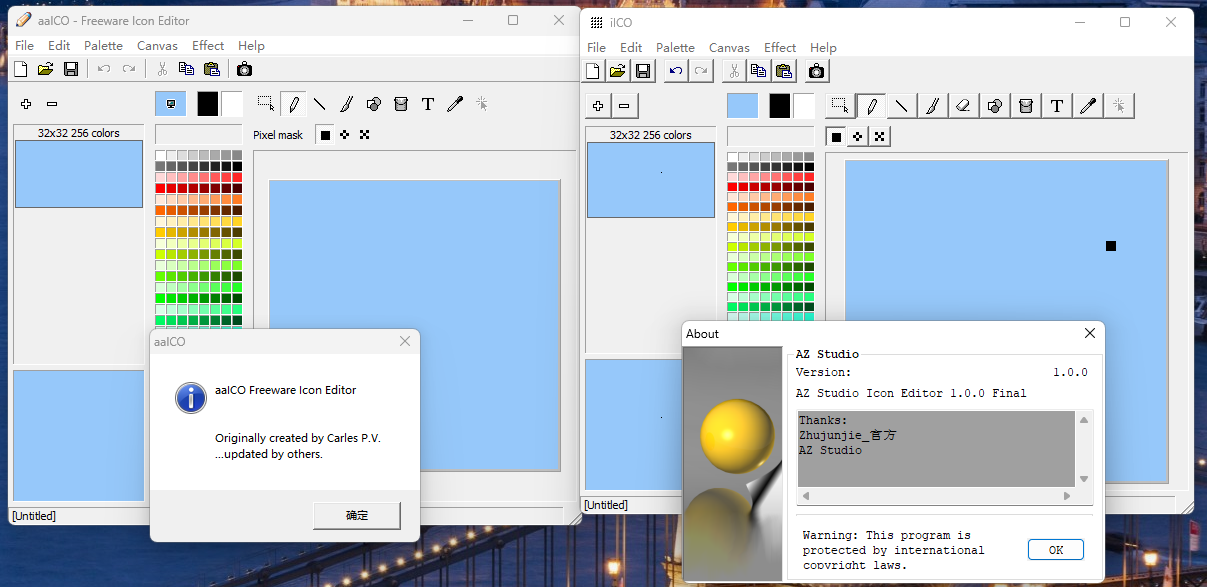 aaICO - Freeware Icon Editor
File Edit Palette Canvas Effect Help
32x32 256 colors
T
Pixel mask
[Untitled]
aaICO
aaICO Freeware Icon Editor
Originally created by Carles P.V.
...updated by others.
确定
iICO
File Edit Palette Canvas Effect Help
32x32 256 colors
T
[Untitled]
About
AZ Studio
Version: 1.0.0
AZ Studio Icon Editor 1.0.0 Final
Thanks:
Zhujunjie_官方
AZ Studio
Warning: This program is
protected by international
copyright laws.
OK